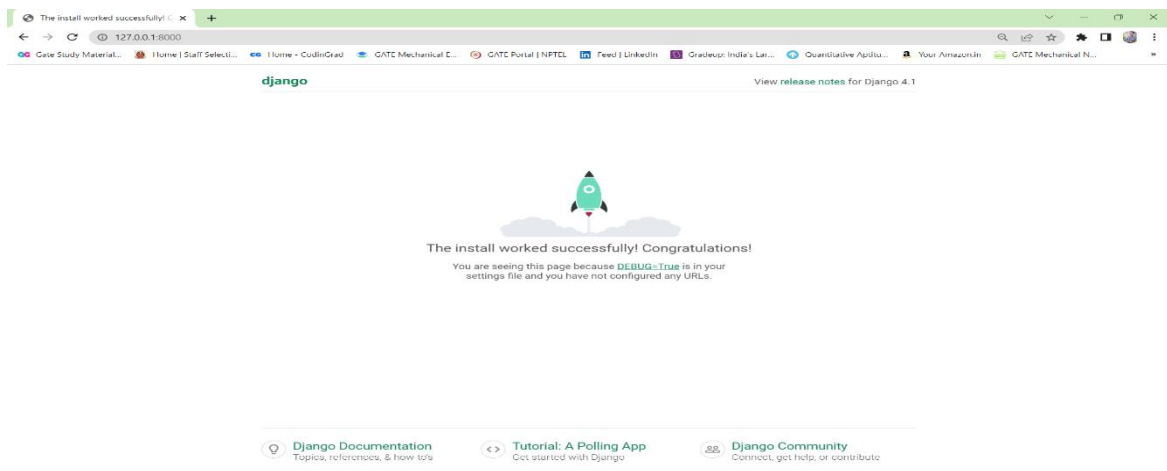 The install worked successfully! C
127.0.0.1:8000
Gate Study Material... Home | Staff Selecti... Home - CodinGrad GATE Mechanical E... GATE Portal | NPTEL Feed | LinkedIn Gradeup: India's Lar... Quantitative Aptitu... Your Amazon.in GATE Mechanical N...
django View release notes for Django 4.1
The install worked successfully! Congratulations!
You are seeing this page because DEBUG=True is in your
settings file and you have not configured any URLs.
Django Documentation
Topics, references, & how to's
Tutorial: A Polling App
Get started with Django
Django Community
Connect, get help, or contribute